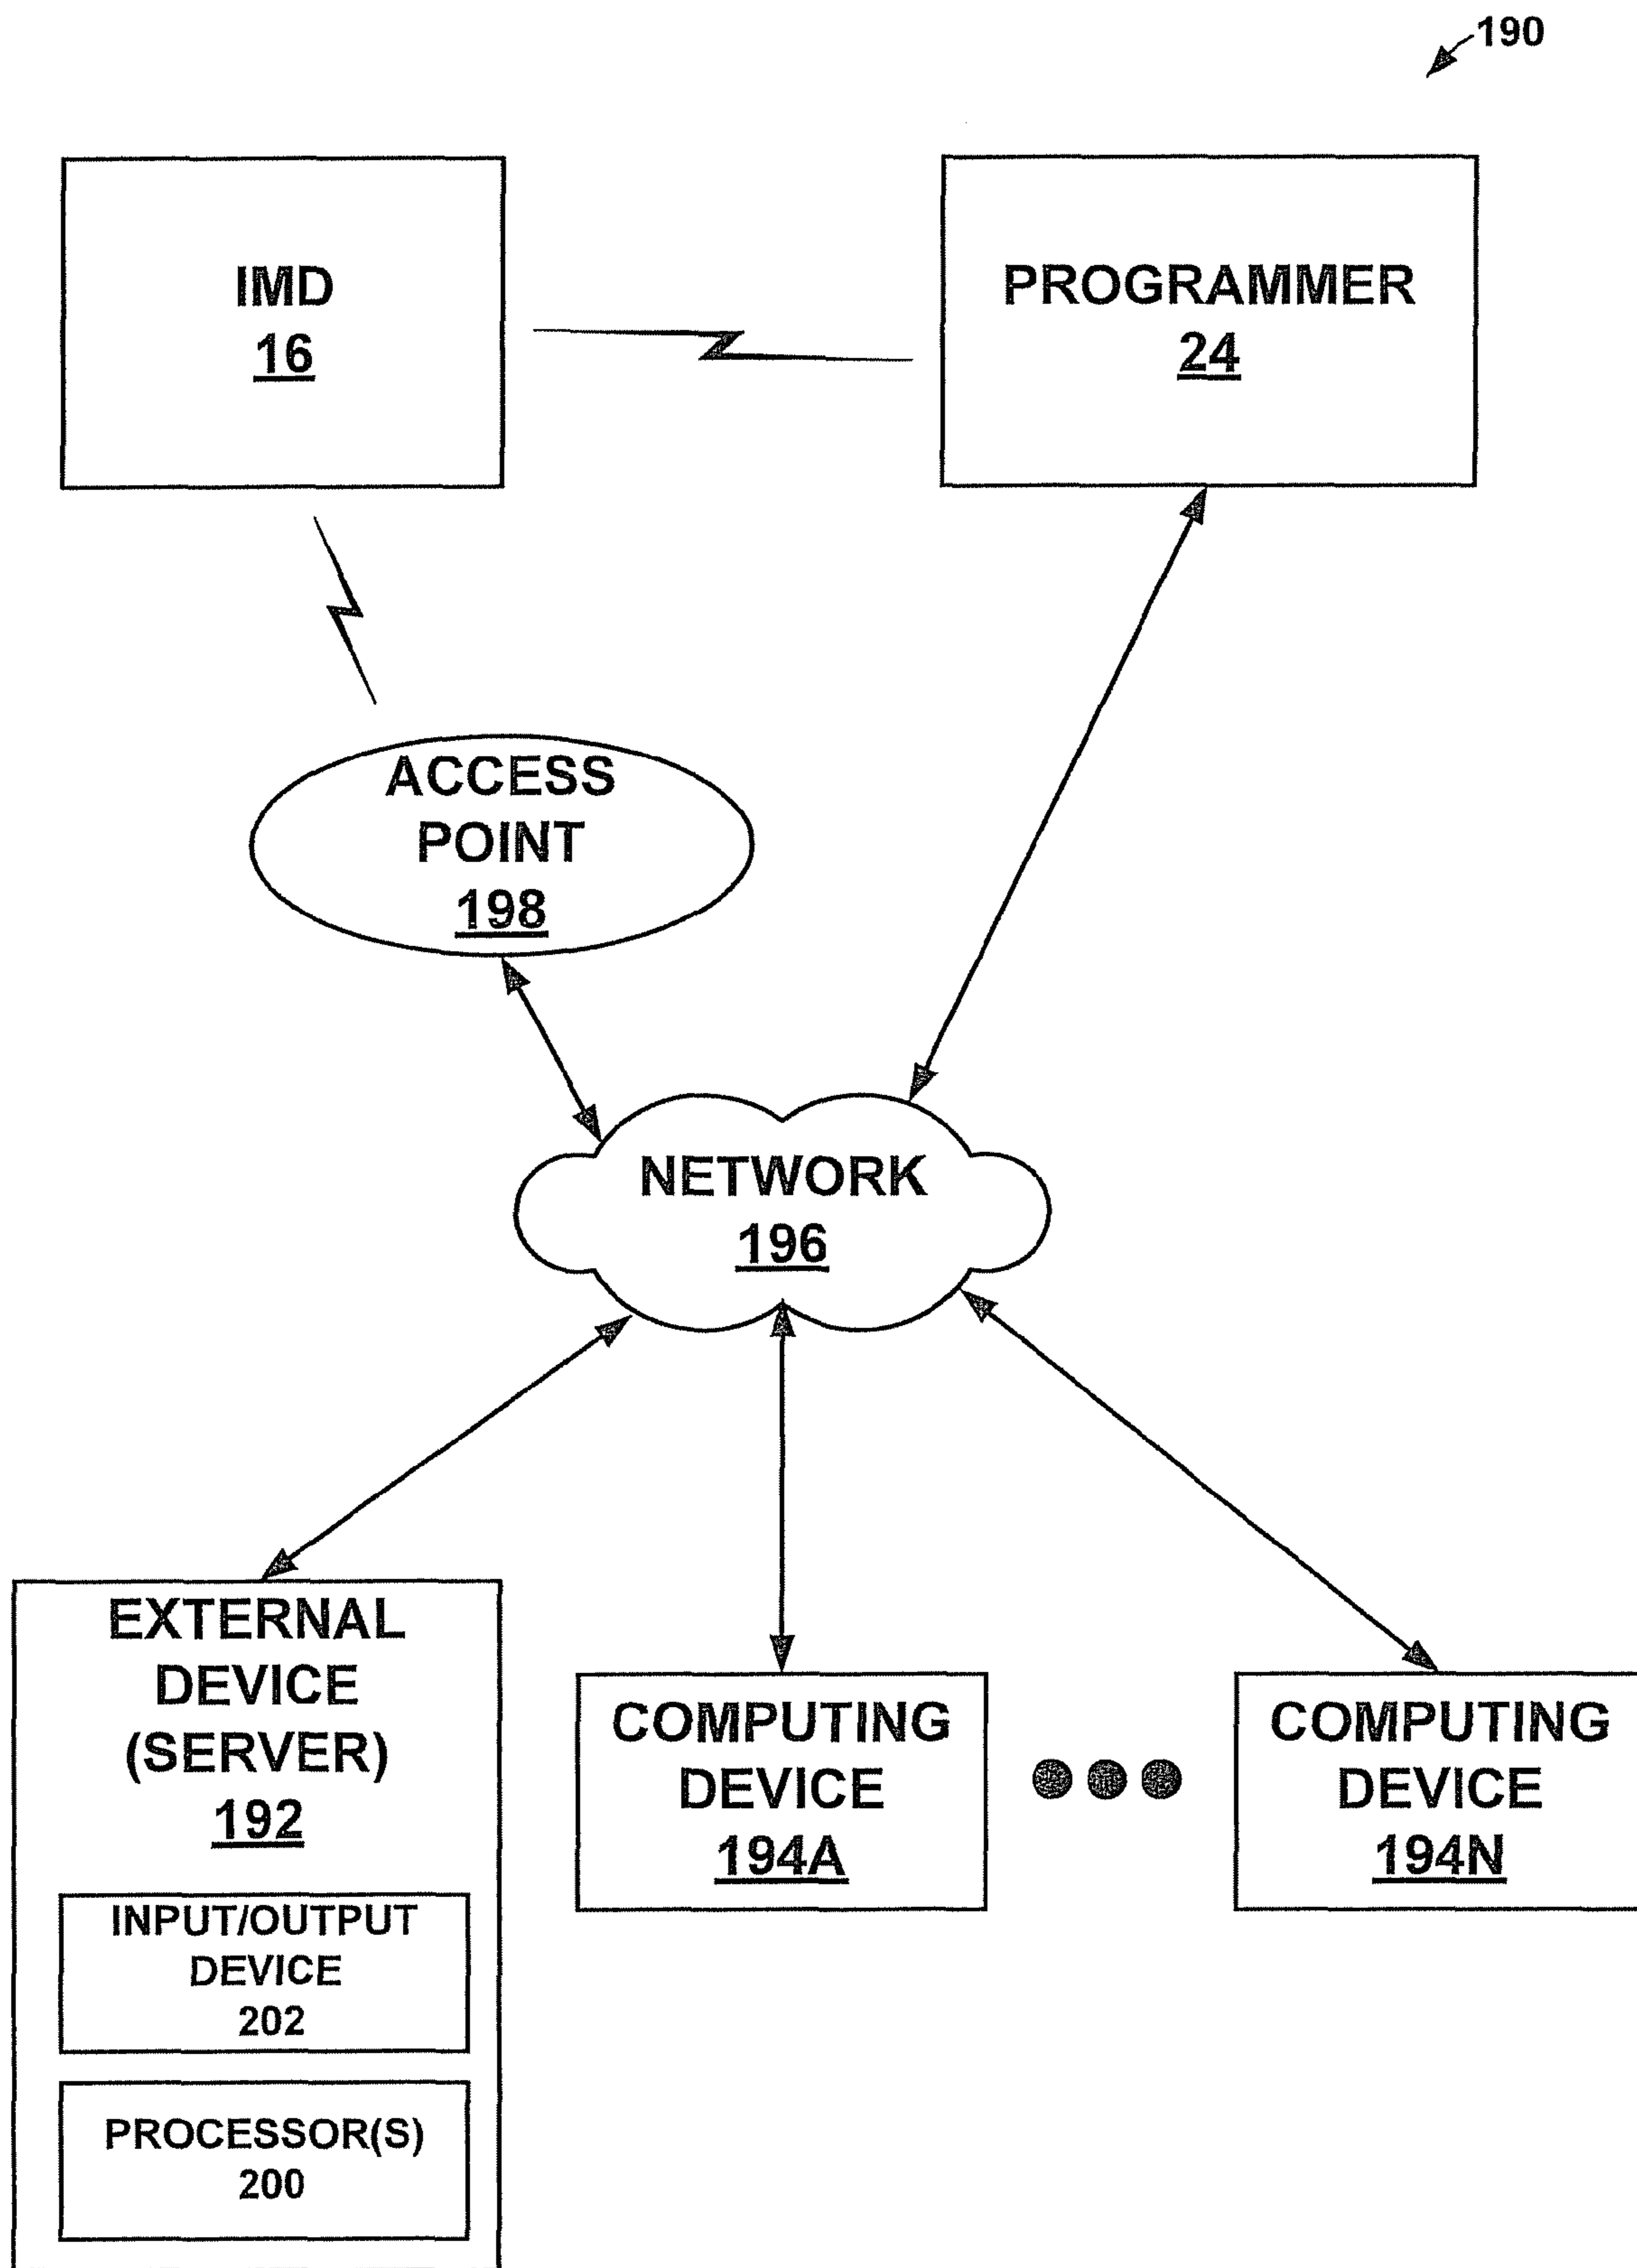 190
IMD
16
PROGRAMMER
24
ACCESS
POINT
198
NETWORK
196
EXTERNAL
DEVICE
(SERVER)
192
INPUT/OUTPUT
DEVICE
202
PROCESSOR(S)
200
COMPUTING
DEVICE
194A
COMPUTING
DEVICE
194N